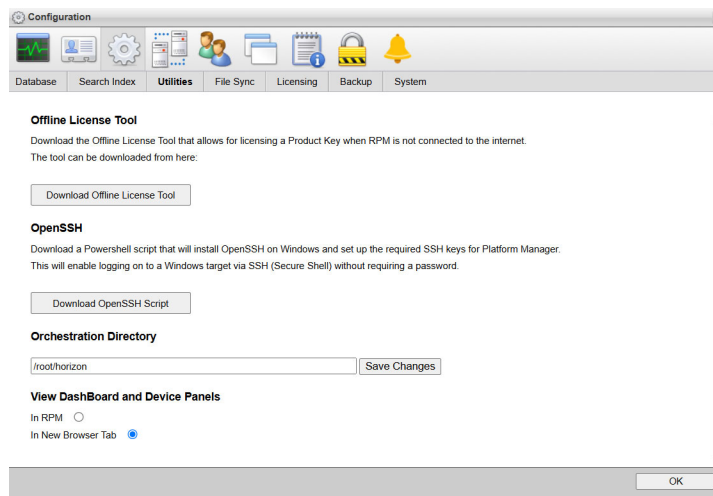 Configuration
Database Search Index Utilities File Sync Licensing Backup System
Offline License Tool
Download the Offline License Tool that allows for licensing a Product Key when RPM is not connected to the internet.
The tool can be downloaded from here:
Download Offline License Tool
OpenSSH
Download a Powershell script that will install OpenSSH on Windows and set up the required SSH keys for Platform Manager.
This will enable logging on to a Windows target via SSH (Secure Shell) without requiring a password.
Download OpenSSH Script
Orchestration Directory
/root/horizon Save Changes
View DashBoard and Device Panels
In RPM
In New Browser Tab
OK